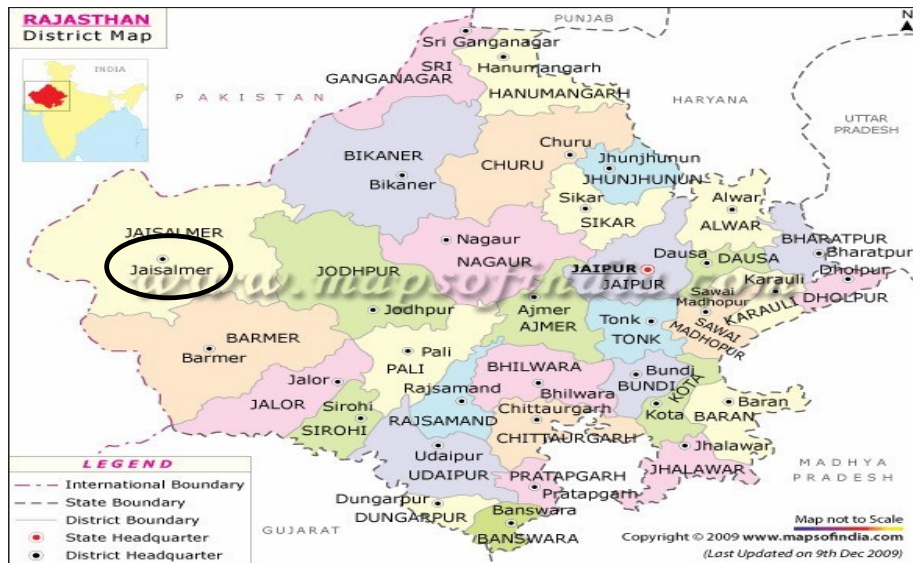 RAJASTHAN
District Map
INDIA
PUNJAB
N
Sri Ganganagar
SRI
GANGANAGAR
Hanumangarh
HANUMANGARH
PAKISTAN
HARYANA
UTTAR
PRADESH
BIKANER
Bikaner
Churu
CHURU
Jhunjhunun
JHUNJHUNUN
Sikar
SIKAR
Alwar
ALWAR
JAISALMER
Jaisalmer
JODHPUR
Nagaur
NAGAUR
JAIPUR
JAIPUR
Dausa
DAUSA
BHARATPUR
Bharatpur
Dholpur
DHOLPUR
www.mapsofindia.com
Karauli
KARAULI
Sawai
Madhopur
SAWAI
MADHOPUR
Jodhpur
Ajmer
AJMER
Tonk
TONK
BARMER
Barmer
Pali
PALI
BHILWARA
Bhilwara
Bundi
BUNDI
KOTA
Kota
Baran
BARAN
Jalor
JALOR
Sirohi
SIROHI
Rajsamand
RAJSAMAND
Chittaurgarh
CHITTAURGARH
Jhalawar
JHALAWAR
Udaipur
UDAIPUR
PRATAPGARH
Pratapgarh
MADHYA
PRADESH
Dungarpur
DUNGARPUR
Banswara
BANSWARA
GUJARAT
LEGEND
International Boundary
State Boundary
District Boundary
State Headquarter
District Headquarter
Map not to Scale
Copyright © 2009 www.mapsofindia.com
(Last Updated on 9th Dec 2009)